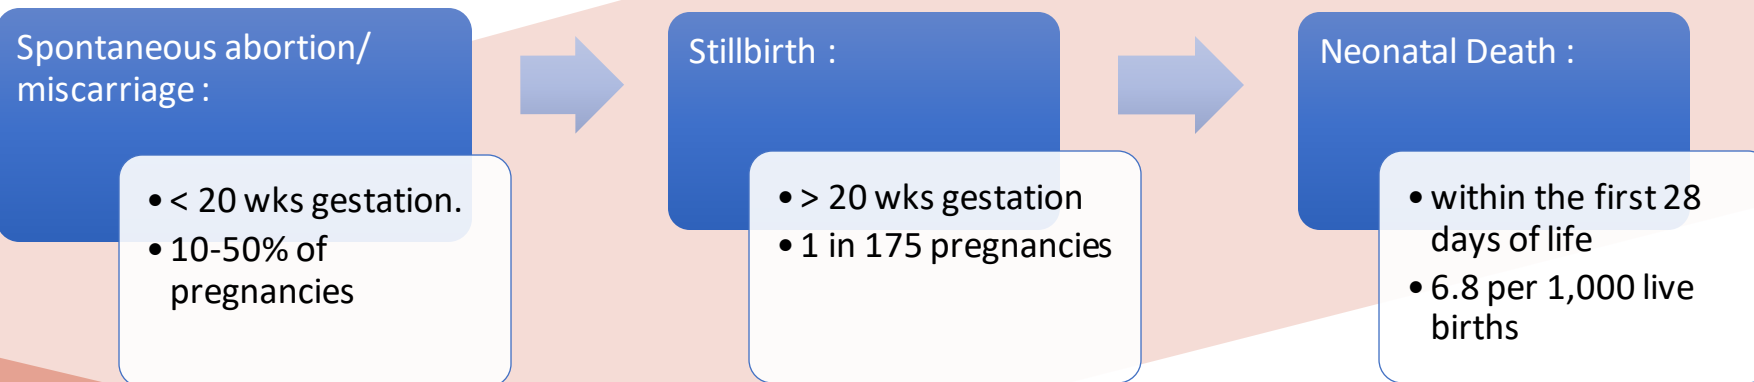 Spontaneous abortion/
miscarriage :
• < 20 wks gestation.
• 10-50% of
pregnancies
Stillbirth :
• > 20 wks gestation
• 1 in 175 pregnancies
Neonatal Death :
• within the first 28
days of life
• 6.8 per 1,000 live
births